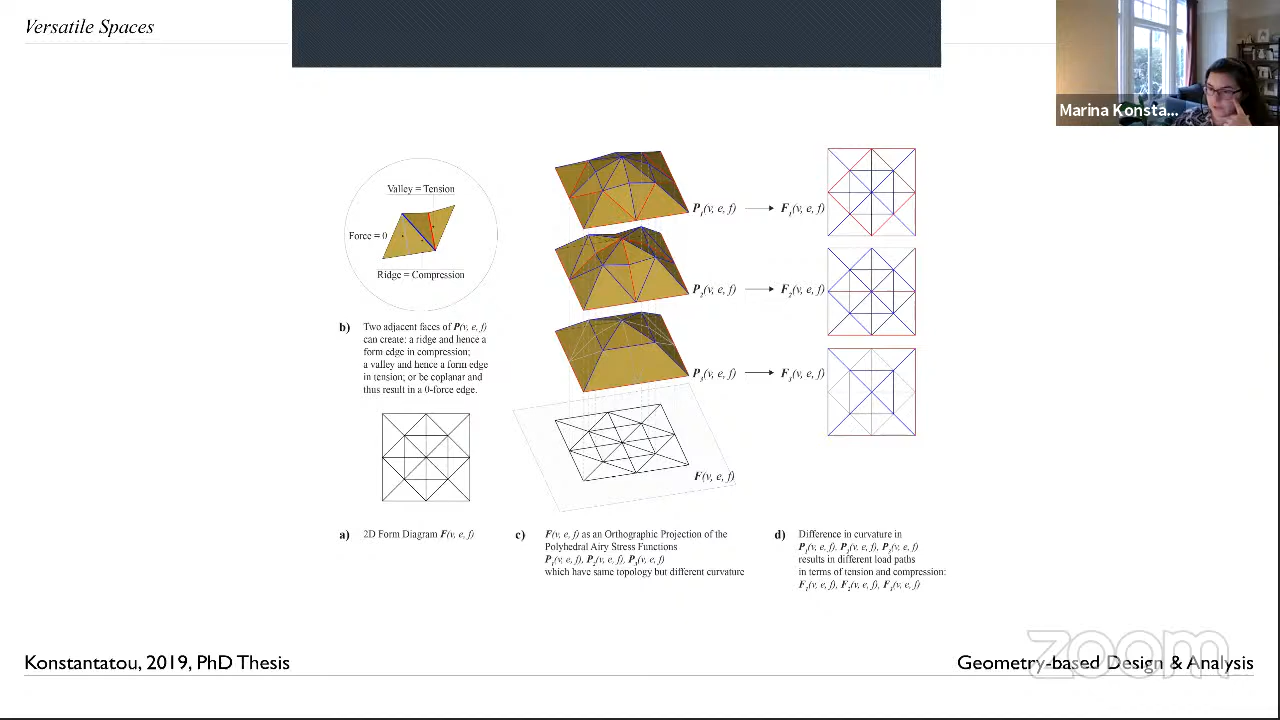 Versatile Spaces
Marina Konsta...
Valley = Tension
Force = 0
Ridge = Compression
P1(v, e, f)
F1(v, e, f)
P2(v, e, f)
F2(v, e, f)
P3(v, e, f)
F3(v, e, f)
F(v, e, f)
b) Two adjacent faces of P(v, e, f)
can create: a ridge and hence a
form edge in compression;
a valley and hence a form edge
in tension; or be coplanar and
thus result in a 0-force edge.
a) 2D Form Diagram F(v, e, f)
c) F(v, e, f) as an Orthographic Projection of the
Polyhedral Airy Stress Functions
P1(v, e, f), P2(v, e, f), P3(v, e, f)
which have same topology but different curvature
d) Difference in curvature in
P1(v, e, f), P2(v, e, f), P3(v, e, f)
results in different load paths
in terms of tension and compression:
F1(v, e, f), F2(v, e, f), F3(v, e, f)
zoom
Konstantatou, 2019, PhD Thesis
Geometry-based Design & Analysis